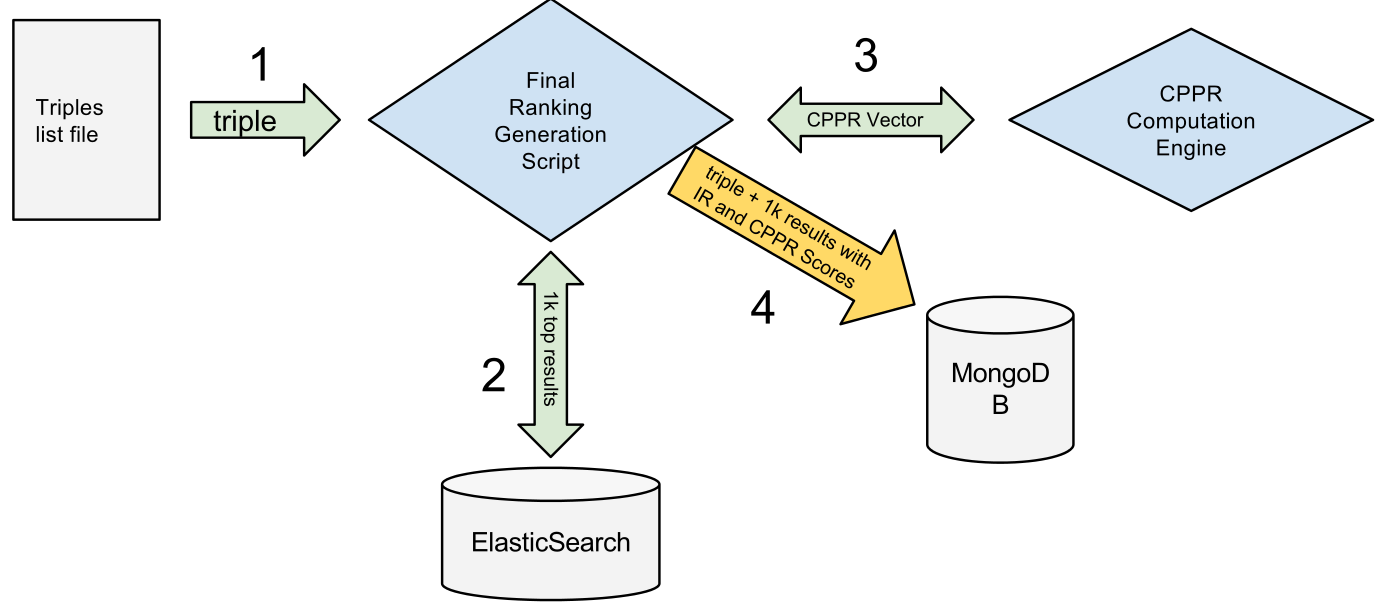 1
3
Triples
list file
triple
Final
Ranking
Generation
Script
CPPR Vector
CPPR
Computation
Engine
triple + 1k results with
IR and CPPR Scores
4
2
1k top results
MongoD
B
ElasticSearch